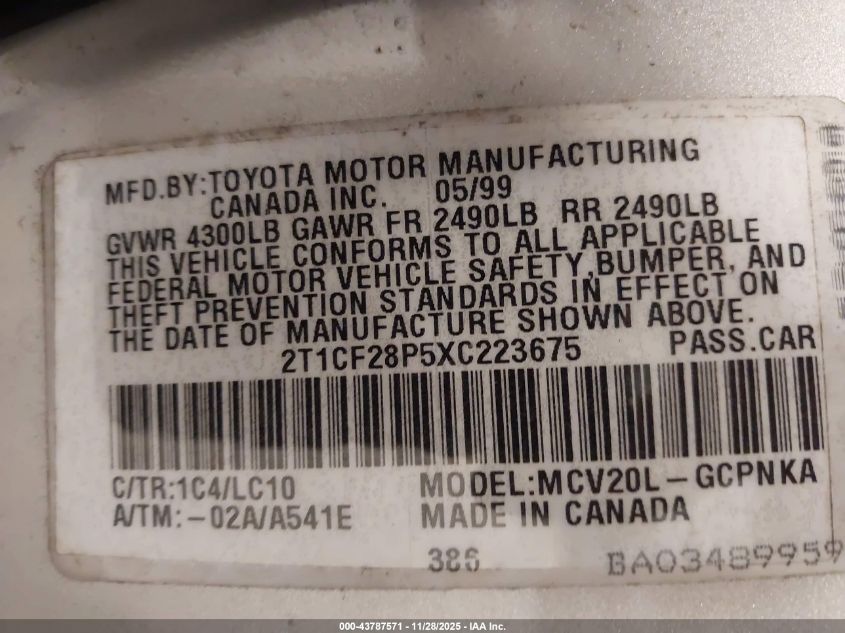 MFD.BY:TOYOTA MOTOR MANUFACTURING
CANADA INC. 05/99
GVWR 4300LB GAWR FR 2490LB RR 2490LB
THIS VEHICLE CONFORMS TO ALL APPLICABLE
FEDERAL MOTOR VEHICLE SAFETY,BUMPER, AND
THEFT PREVENTION STANDARDS IN EFFECT ON
THE DATE OF MANUFACTURE SHOWN ABOVE.
2T1CF28P5XC223675 PASS.CAR
C/TR:1C4/LC10 MODEL:MCV20L-GCPNKA
A/TM:-02A/A541E MADE IN CANADA
386 BA03489959
000-43787571 - 11/28/2025 - IAA Inc.